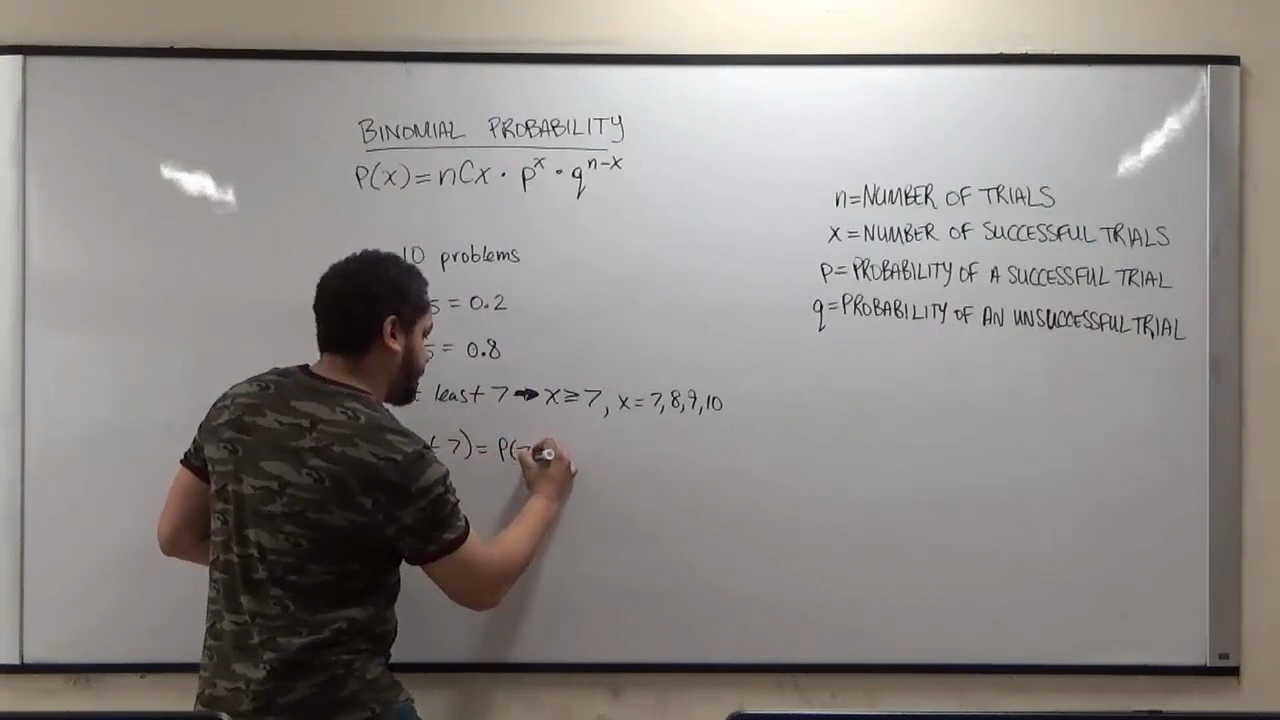 BINOMIAL PROBABILITY
P(x)=nCx · p^x · q^(n-x)
10 problems
= 0.2
= 0.8
least 7 → x ≥ 7, x = 7,8,9,10
7) = P(
n=NUMBER OF TRIALS
x=NUMBER OF SUCCESSFUL TRIALS
p=PROBABILITY OF A SUCCESSFUL TRIAL
q=PROBABILITY OF AN UNSUCCESSFUL TRIAL